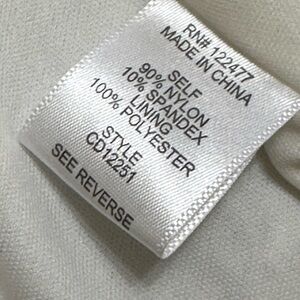 RN# 122477
MADE IN CHINA
SELF
90% NYLON
10% SPANDEX
LINING
100% POLYESTER
STYLE
CD12251
SEE REVERSE